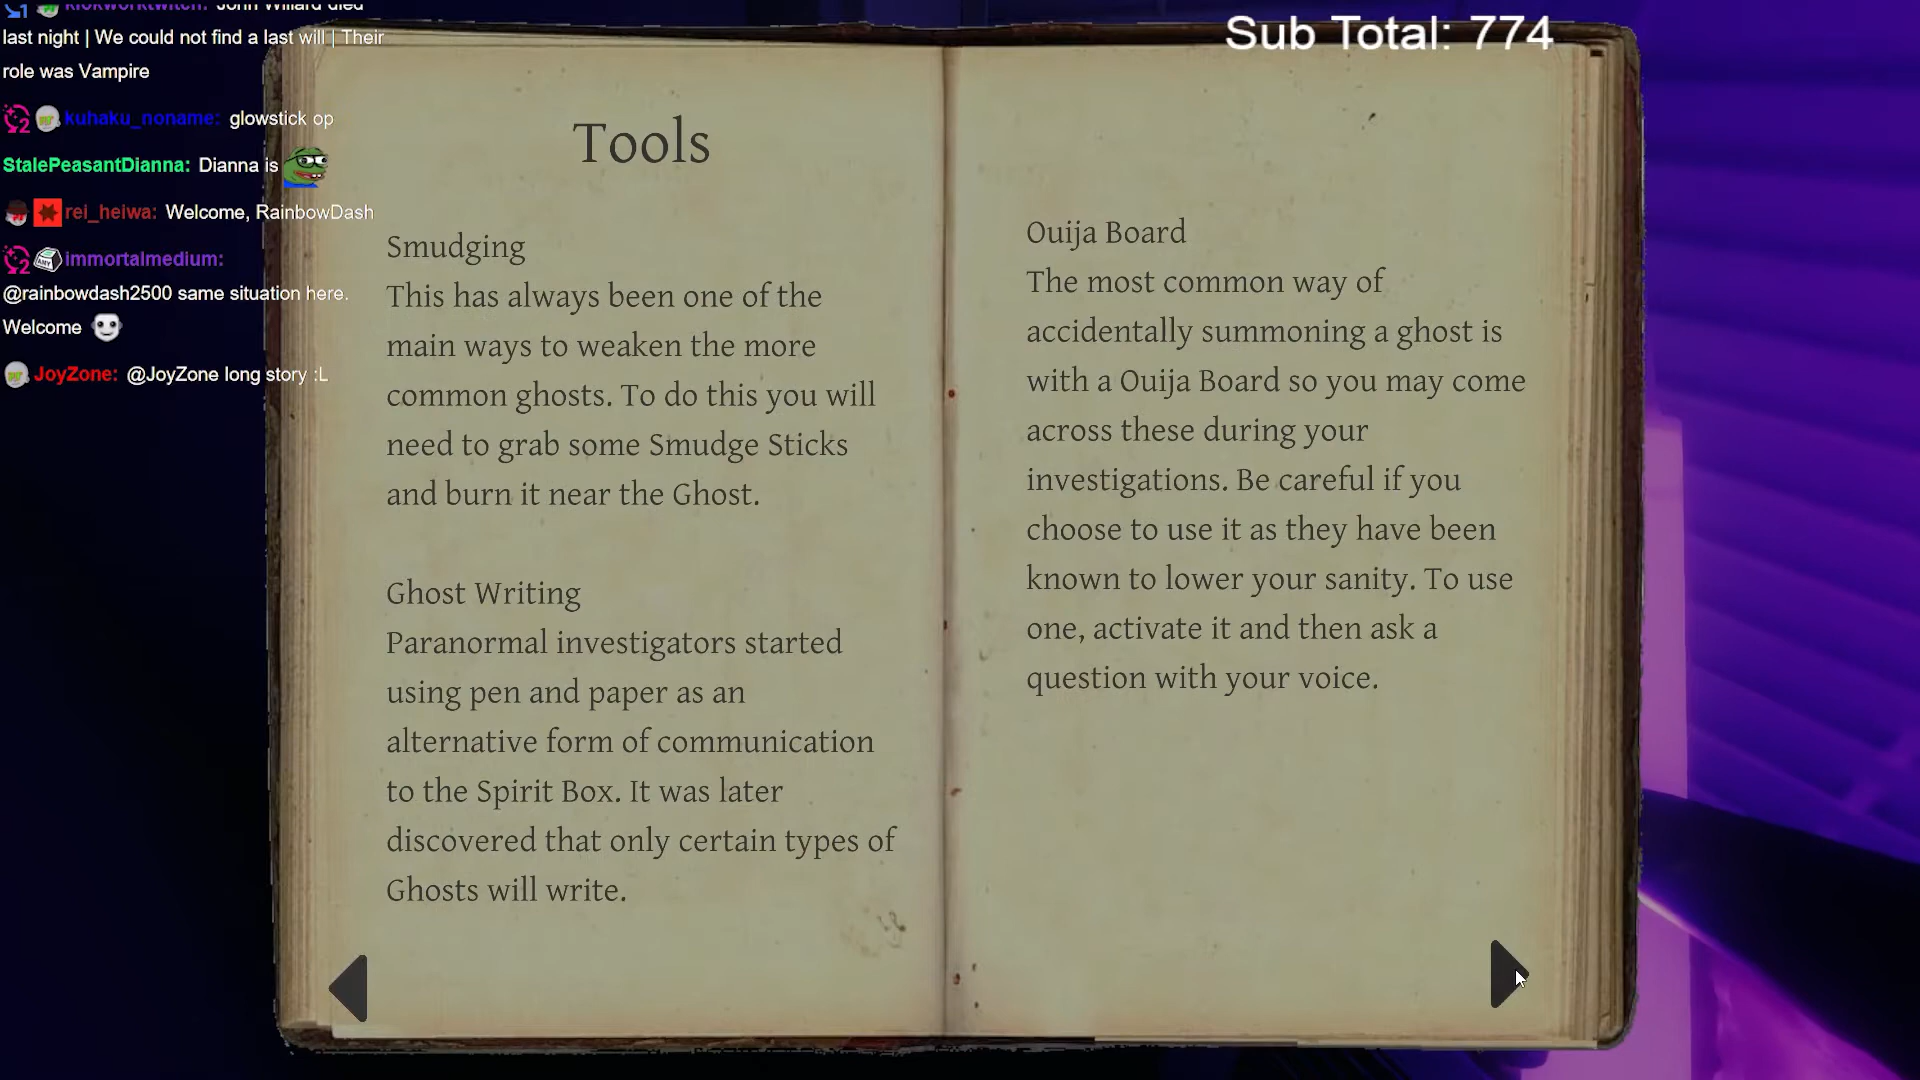 klokworktwitch: John Willard died
last night | We could not find a last will | Their
role was Vampire
kuhaku_noname: glowstick op
StalePeasantDianna: Dianna is
rei_heiwa: Welcome, RainbowDash
immortalmedium:
@rainbowdash2500 same situation here.
Welcome
JoyZone: @JoyZone long story :L
Sub Total: 774
Tools
Smudging
This has always been one of the
main ways to weaken the more
common ghosts. To do this you will
need to grab some Smudge Sticks
and burn it near the Ghost.
Ghost Writing
Paranormal investigators started
using pen and paper as an
alternative form of communication
to the Spirit Box. It was later
discovered that only certain types of
Ghosts will write.
Ouija Board
The most common way of
accidentally summoning a ghost is
with a Ouija Board so you may come
across these during your
investigations. Be careful if you
choose to use it as they have been
known to lower your sanity. To use
one, activate it and then ask a
question with your voice.